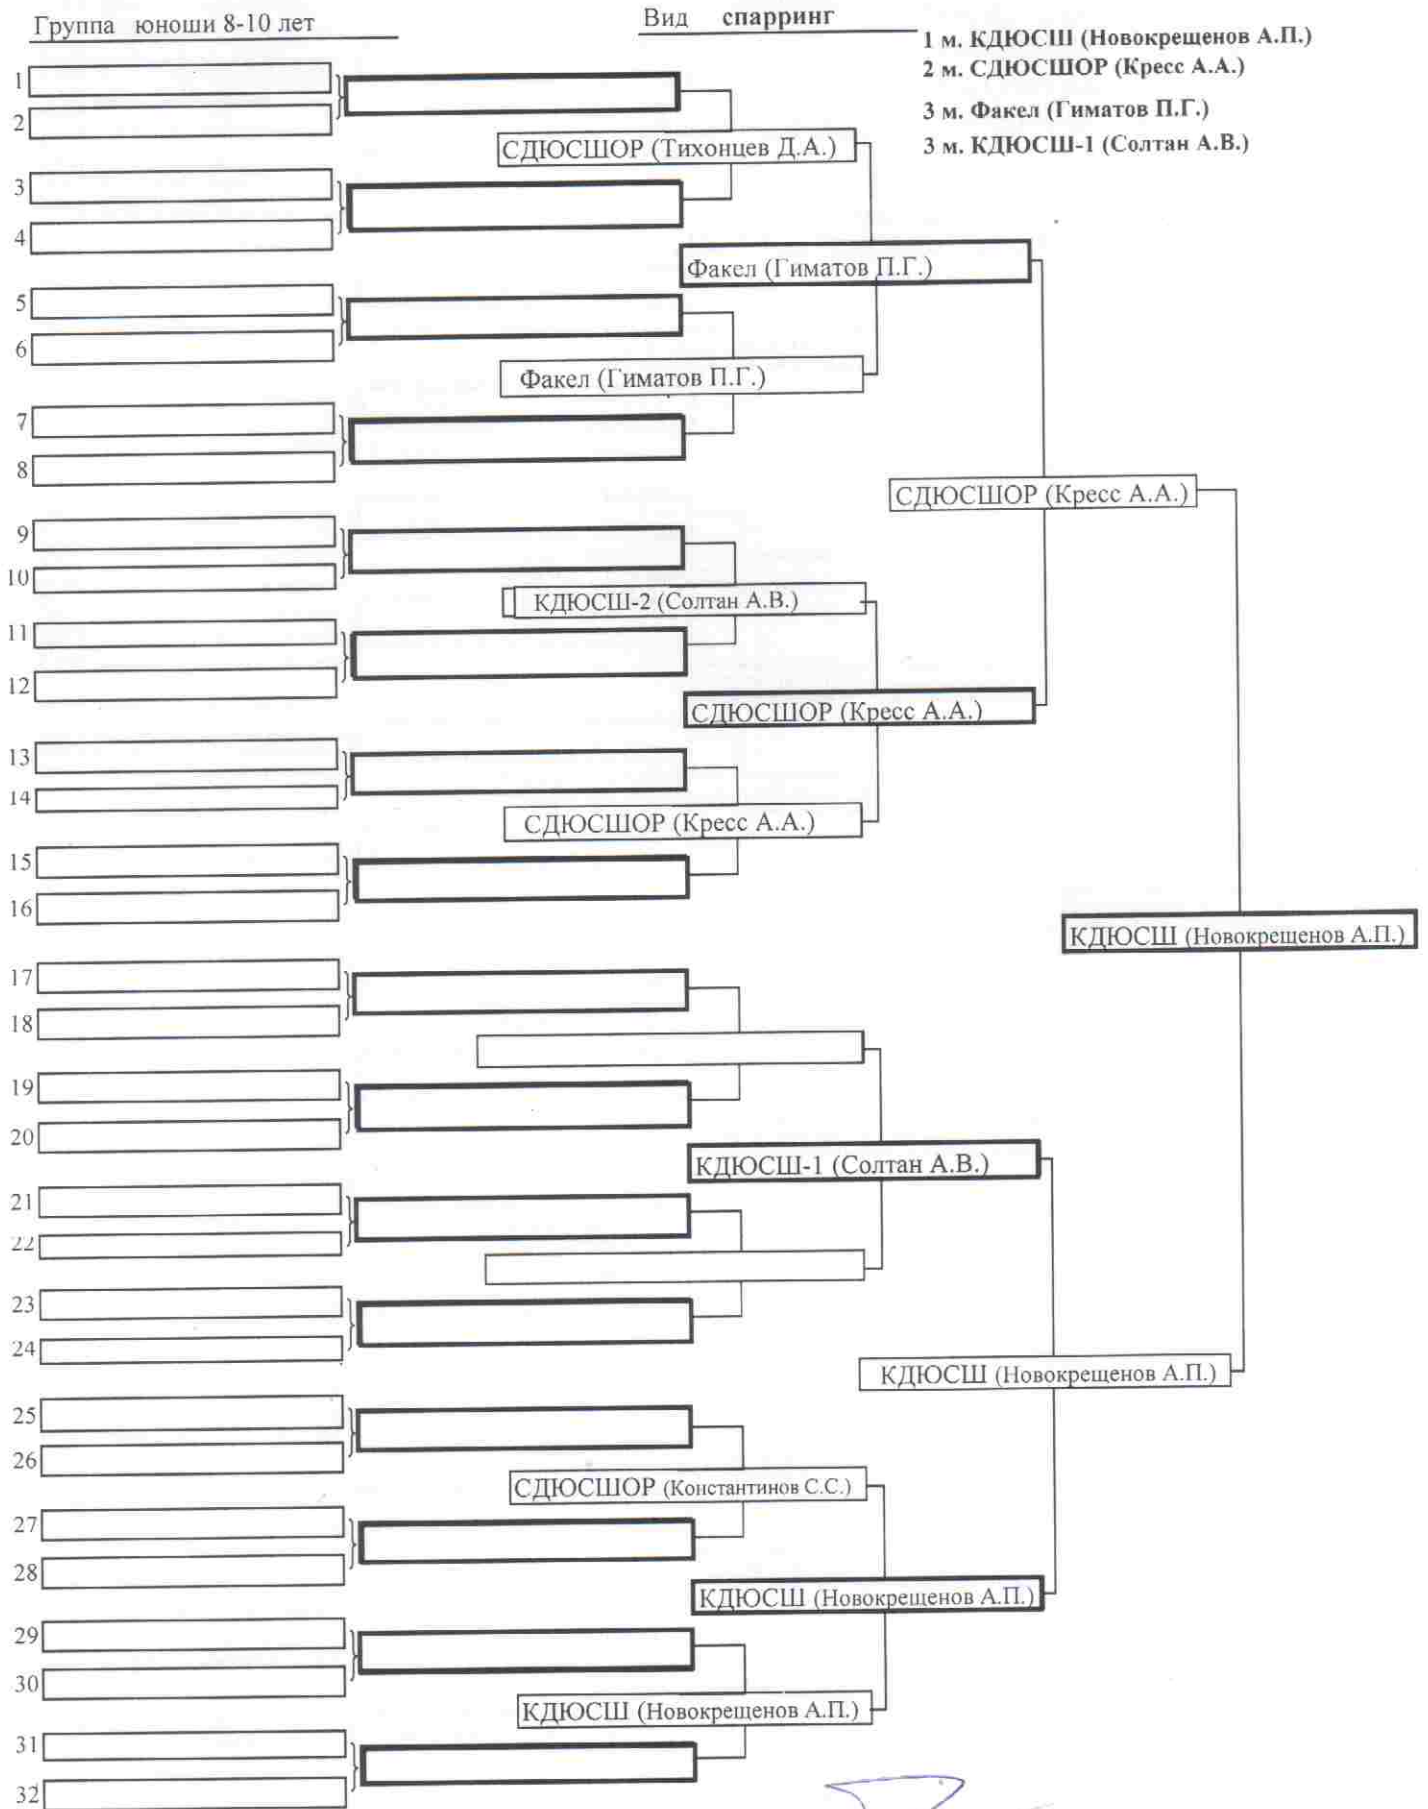 Группа юноши 8-10 лет
Вид спарринг
1 м. КДЮСШ (Новокрещенов А.П.)
2 м. СДЮСШОР (Кресс А.А.)
3 м. Факел (Гиматов П.Г.)
3 м. КДЮСШ-1 (Солтан А.В.)
1
2
СДЮСШОР (Тихонцев Д.А.)
3
4
Факел (Гиматов П.Г.)
5
6
Факел (Гиматов П.Г.)
7
8
СДЮСШОР (Кресс А.А.)
9
10
КДЮСШ-2 (Солтан А.В.)
11
12
СДЮСШОР (Кресс А.А.)
13
14
СДЮСШОР (Кресс А.А.)
15
16
КДЮСШ (Новокрещенов А.П.)
17
18
19
20
КДЮСШ-1 (Солтан А.В.)
21
22
23
24
КДЮСШ (Новокрещенов А.П.)
25
26
СДЮСШОР (Константинов С.С.)
27
28
КДЮСШ (Новокрещенов А.П.)
29
30
КДЮСШ (Новокрещенов А.П.)
31
32